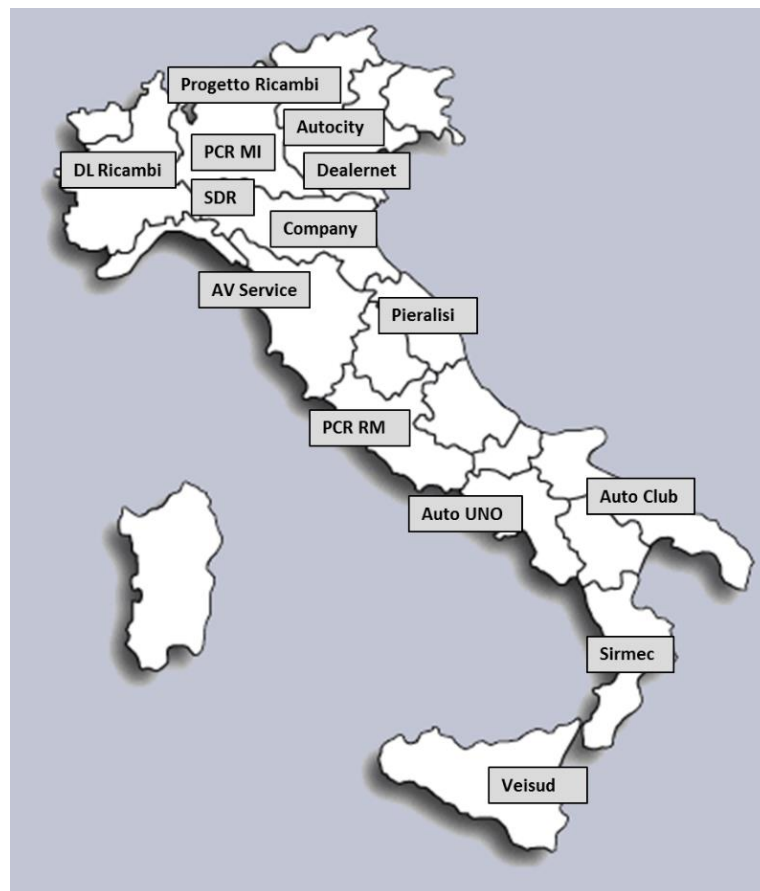 Progetto Ricambi
Autocity
PCR MI
DL Ricambi
Dealernet
SDR
Company
AV Service
Pieralisi
PCR RM
Auto Club
Auto UNO
Sirmec
Veisud